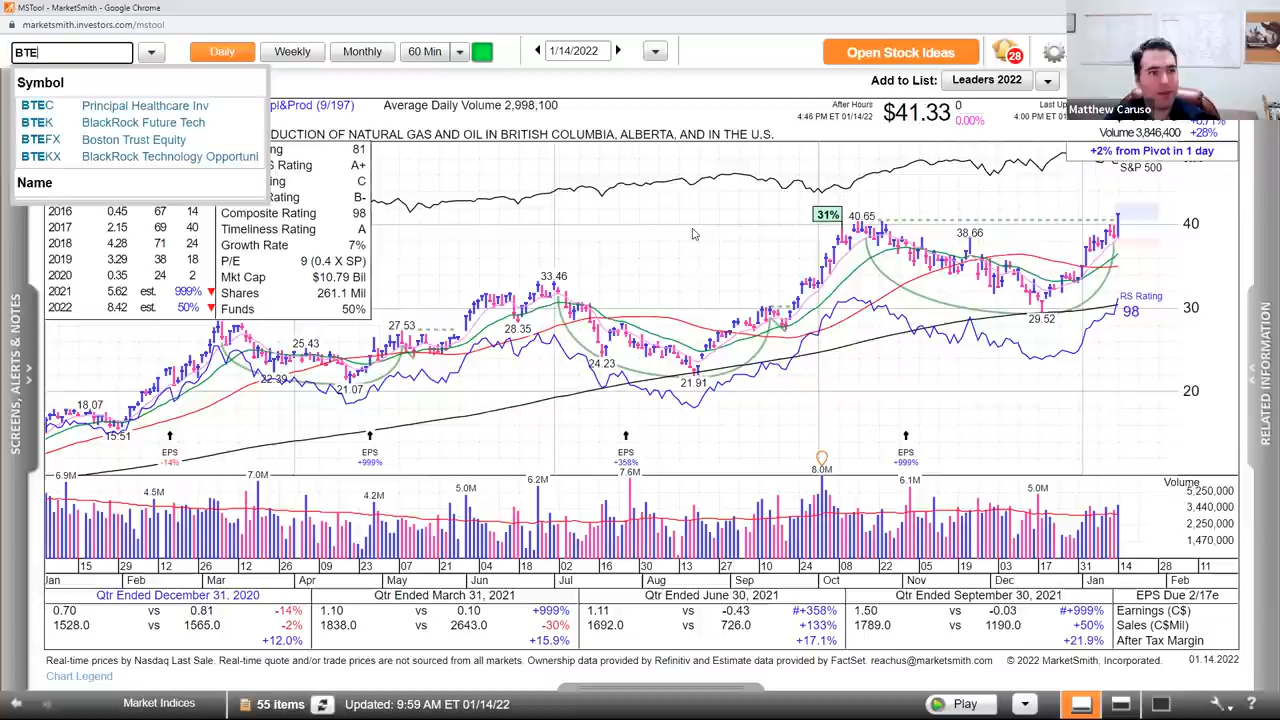 MSTool - MarketSmith - Google Chrome
marketsmith.investors.com/mstool
BTE
Daily
Weekly
Monthly
60 Min
1/14/2022
Open Stock Ideas
28
Matthew Caruso
Add to List:
Leaders 2022
Symbol
BTEC Principal Healthcare Inv
BTEK BlackRock Future Tech
BTEFX Boston Trust Equity
BTEKX BlackRock Technology Opportuni
Name
pl&Prod (9/197)
Average Daily Volume 2,998,100
After Hours
4:46 PM ET 01/14/22
$41.33
0
0.00%
Last Up
4:00 PM ET 01/14
Volume 3,846,400
+28%
DUCTION OF NATURAL GAS AND OIL IN BRITISH COLUMBIA, ALBERTA, AND IN THE U.S.
+2% from Pivot in 1 day
S&P 500
ng 81
S Rating A+
ing C
Rating B-
Composite Rating 98
Timeliness Rating A
Growth Rate 7%
P/E 9 (0.4 X SP)
Mkt Cap $10.79 Bil
Shares 261.1 Mil
Funds 50%
2016 0.45 67 14
2017 2.15 69 40
2018 4.28 71 24
2019 3.29 38 18
2020 0.35 24 2
2021 5.62 est. 999%
2022 8.42 est. 50%
31%
40.65
38.66
33.46
29.52
28.35
27.53
25.43
24.23
22.39
21.91
21.07
18.07
15.51
40
30
20
RS Rating
98
EPS
-14%
EPS
+999%
EPS
+358%
EPS
+999%
6.9M
4.5M
7.0M
4.2M
5.0M
6.2M
7.6M
8.0M
6.1M
5.0M
Volume
5,250,000
3,440,000
2,250,000
1,470,000
15 29 12 26 12 26 09 23 07 21 04 18 02 16 30 13 27 10 24 08 22 05 19 03 17 31 14 28 11
Jan Feb Mar Apr May Jun Jul Aug Sep Oct Nov Dec Jan Feb
Qtr Ended December 31, 2020
0.70 vs 0.81 -14%
1528.0 vs 1565.0 -2%
+12.0%
Qtr Ended March 31, 2021
1.10 vs 0.10 +999%
1838.0 vs 2643.0 -30%
+15.9%
Qtr Ended June 30, 2021
1.11 vs -0.43 #+358%
1692.0 vs 726.0 +133%
+17.1%
Qtr Ended September 30, 2021
1.50 vs -0.03 #+999%
1789.0 vs 1190.0 +50%
+21.9%
EPS Due 2/17e
Earnings (C$)
Sales (C$Mil)
After Tax Margin
Real-time prices by Nasdaq Last Sale. Real-time quote and/or trade prices are not sourced from all markets. Ownership data provided by Refinitiv and Estimate data provided by FactSet. reachus@marketsmith.com © 2022 MarketSmith, Incorporated.
01.14.2022
Chart Legend
SCREENS, ALERTS & NOTES
RELATED INFORMATION
Market Indices
55 items
Updated: 9:59 AM ET 01/14/22
Play